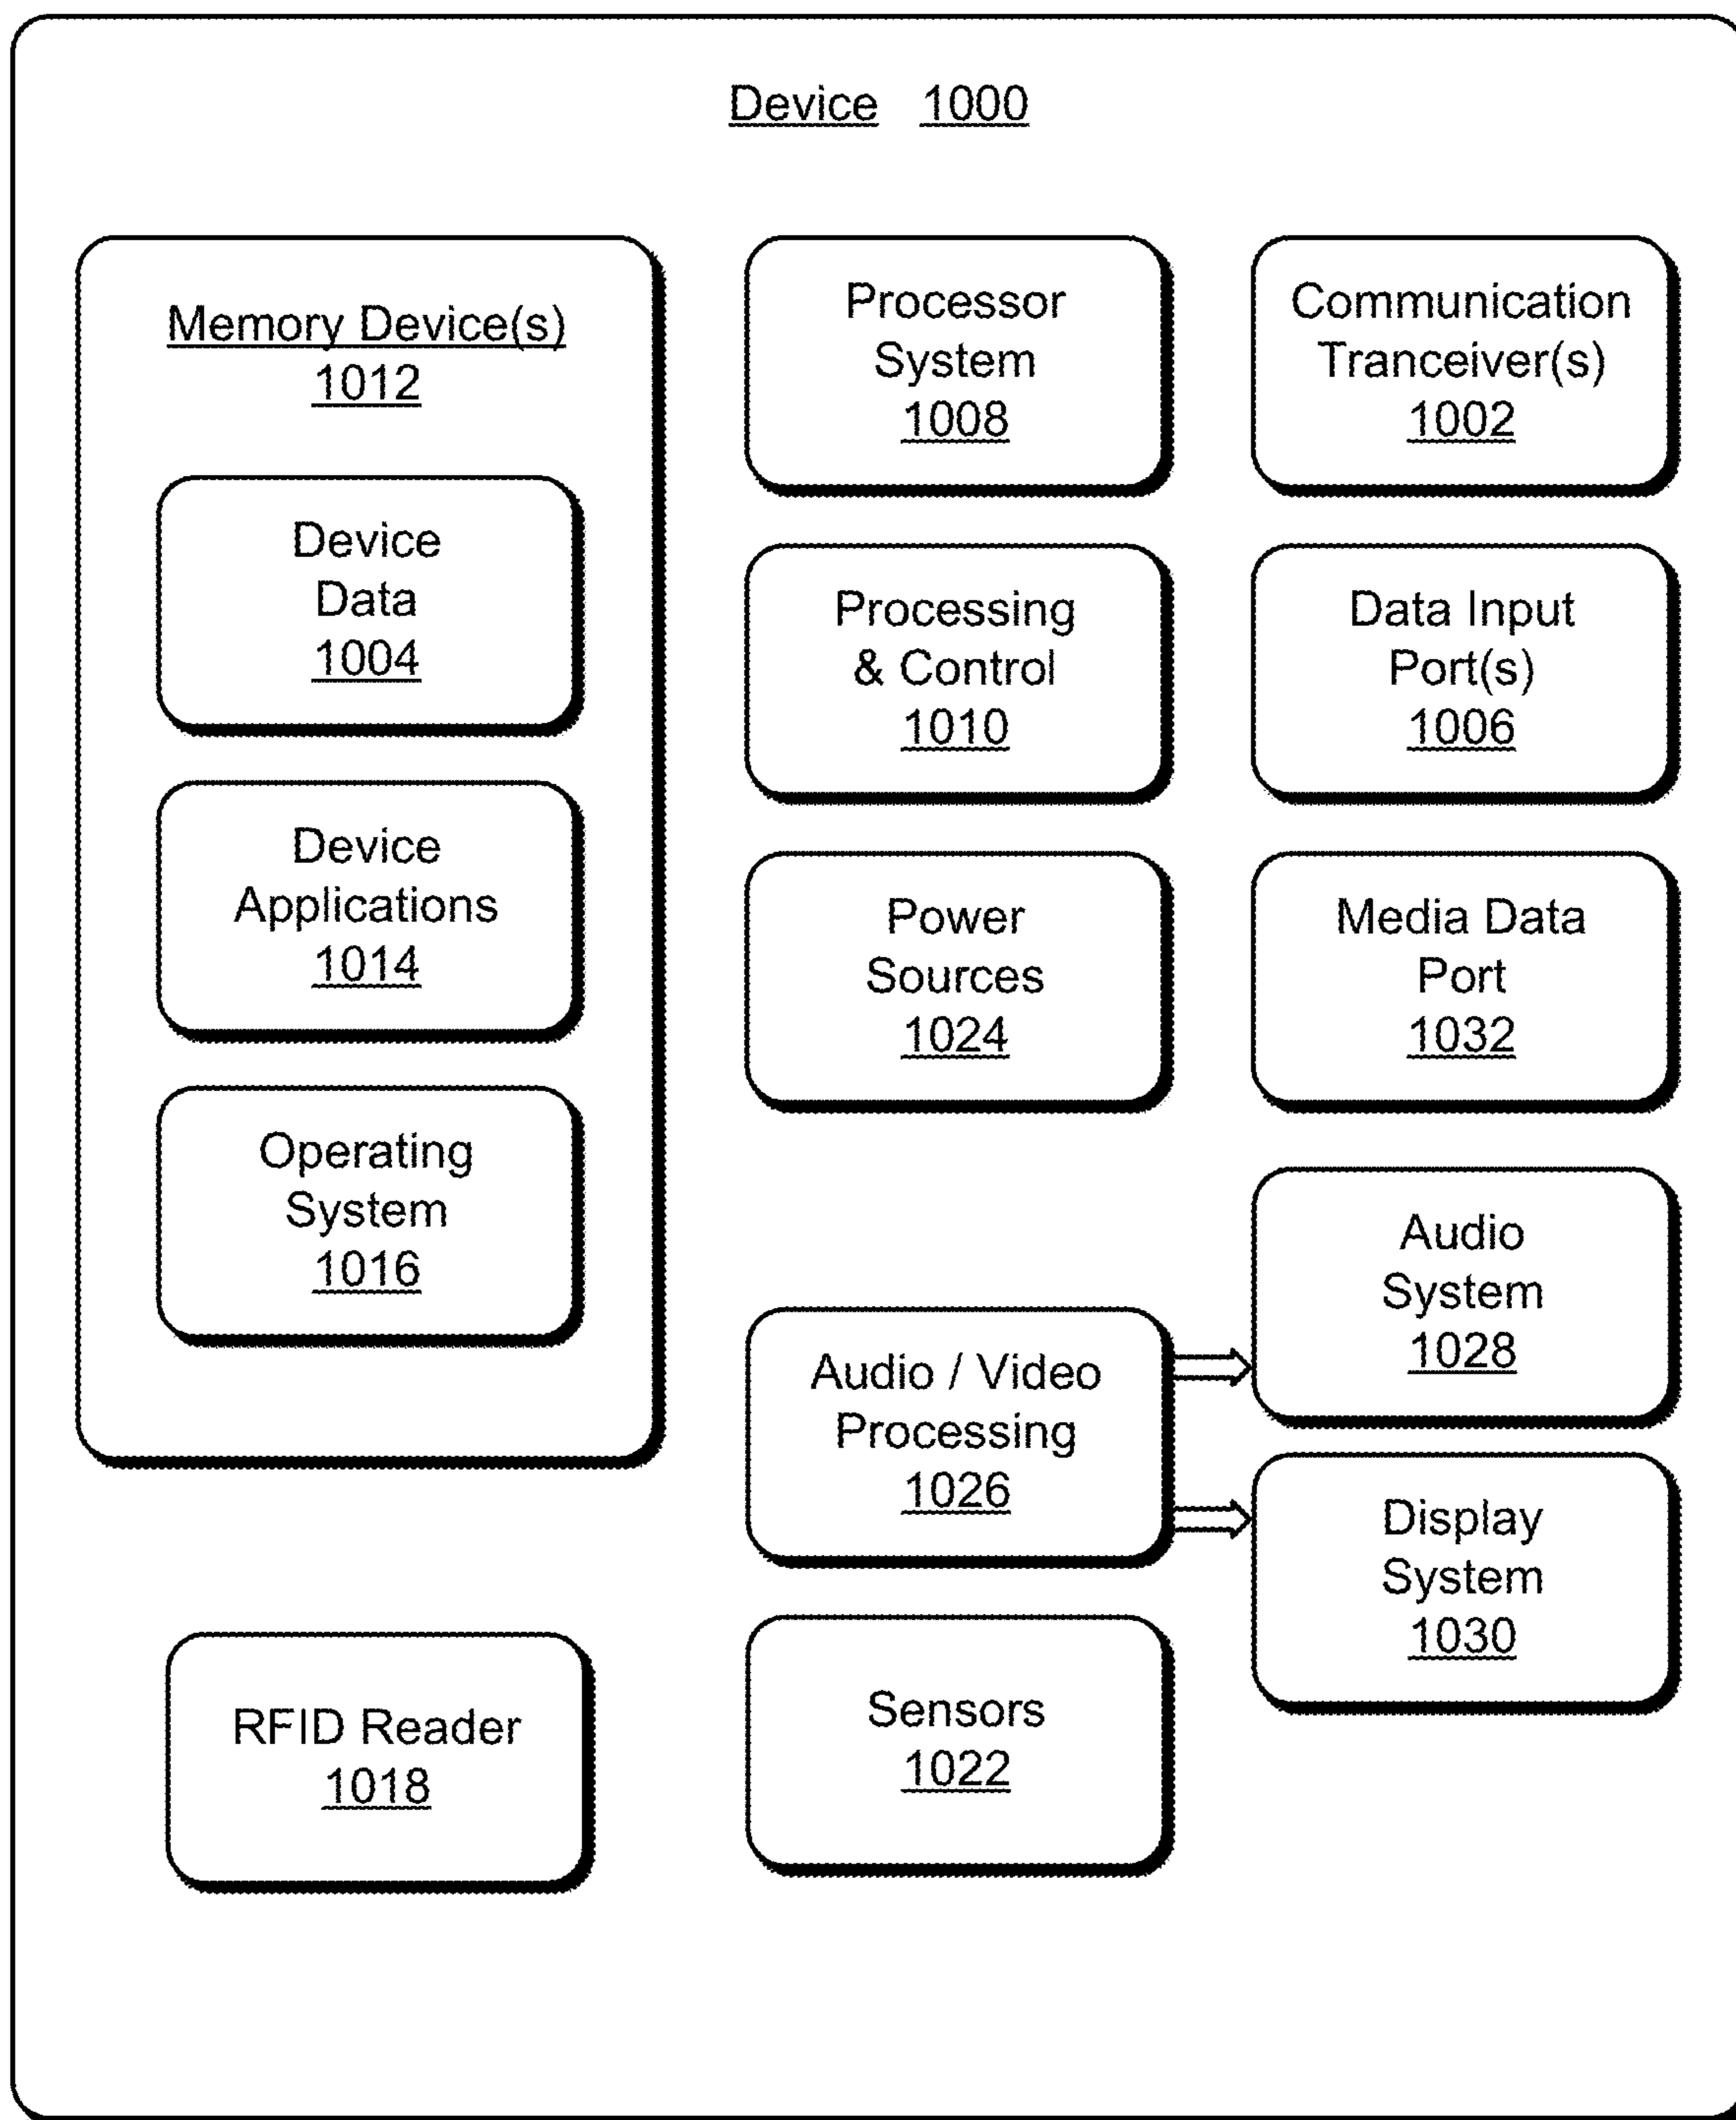 Device 1000
Memory Device(s)
1012
Device
Data
1004
Device
Applications
1014
Operating
System
1016
RFID Reader
1018
Processor
System
1008
Processing
& Control
1010
Power
Sources
1024
Audio / Video
Processing
1026
Sensors
1022
Communication
Tranceiver(s)
1002
Data Input
Port(s)
1006
Media Data
Port
1032
Audio
System
1028
Display
System
1030